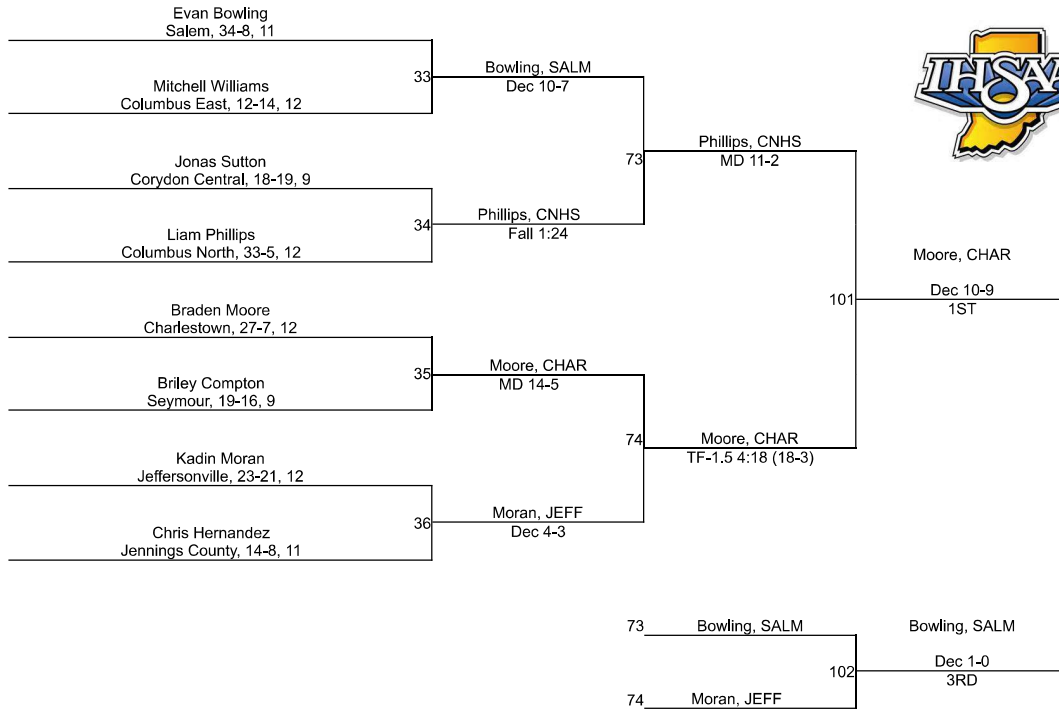 Evan Bowling
Salem, 34-8, 11
33
Bowling, SALM
Dec 10-7
Mitchell Williams
Columbus East, 12-14, 12
73
Phillips, CNHS
MD 11-2
Jonas Sutton
Corydon Central, 18-19, 9
34
Phillips, CNHS
Fall 1:24
Liam Phillips
Columbus North, 33-5, 12
101
Moore, CHAR
Dec 10-9
1ST
Braden Moore
Charlestown, 27-7, 12
35
Moore, CHAR
MD 14-5
Briley Compton
Seymour, 19-16, 9
74
Moore, CHAR
TF-1.5 4:18 (18-3)
Kadin Moran
Jeffersonville, 23-21, 12
36
Moran, JEFF
Dec 4-3
Chris Hernandez
Jennings County, 14-8, 11
73
Bowling, SALM
102
Bowling, SALM
Dec 1-0
3RD
74
Moran, JEFF
IHSAA